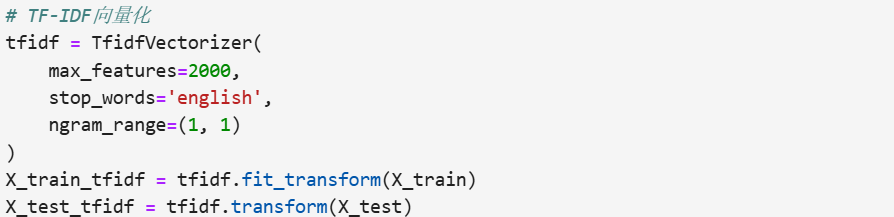 # TF-IDF向量化
tfidf = TfidfVectorizer(
    max_features=2000,
    stop_words='english',
    ngram_range=(1, 1)
)
X_train_tfidf = tfidf.fit_transform(X_train)
X_test_tfidf = tfidf.transform(X_test)